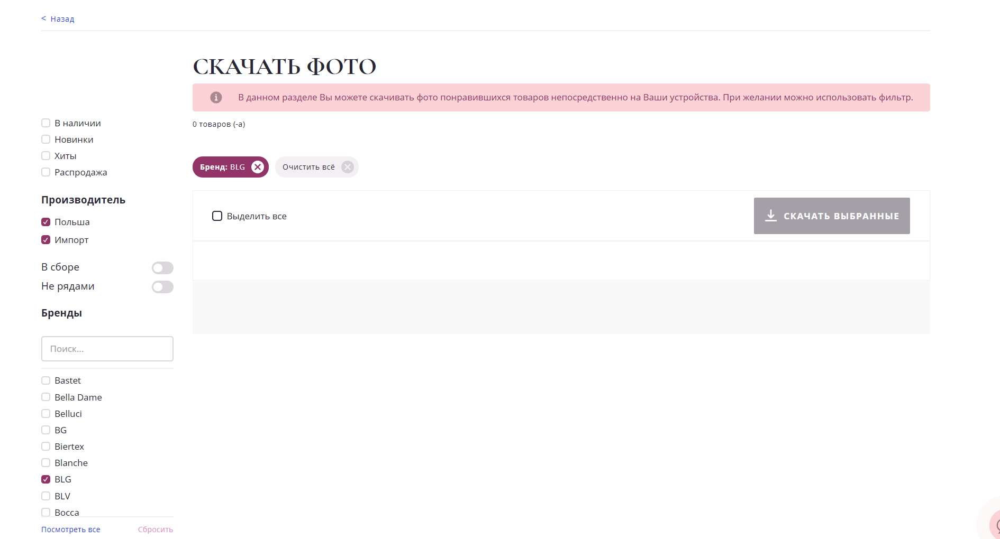 < Назад
СКАЧАТЬ ФОТО
В данном разделе Вы можете скачивать фото понравившихся товаров непосредственно на Ваши устройства. При желании можно использовать фильтр.
0 товаров (-а)
Бренд: BLG
Очистить всё
Выделить все
СКАЧАТЬ ВЫБРАННЫЕ
В наличии
Новинки
Хиты
Распродажа
Производитель
Польша
Импорт
В сборе
Не рядами
Бренды
Поиск...
Bastet
Bella Dame
Belluci
BG
Biertex
Blanche
BLG
BLV
Bocca
Посмотреть все
Сбросить